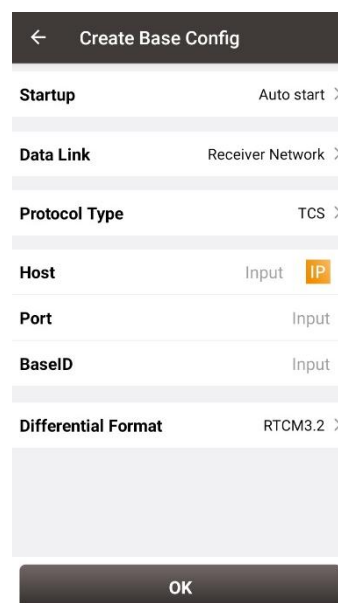 Create Base Config
Startup Auto start
Data Link Receiver Network
Protocol Type TCS
Host Input IP
Port Input
BaseID Input
Differential Format RTCM3.2
OK